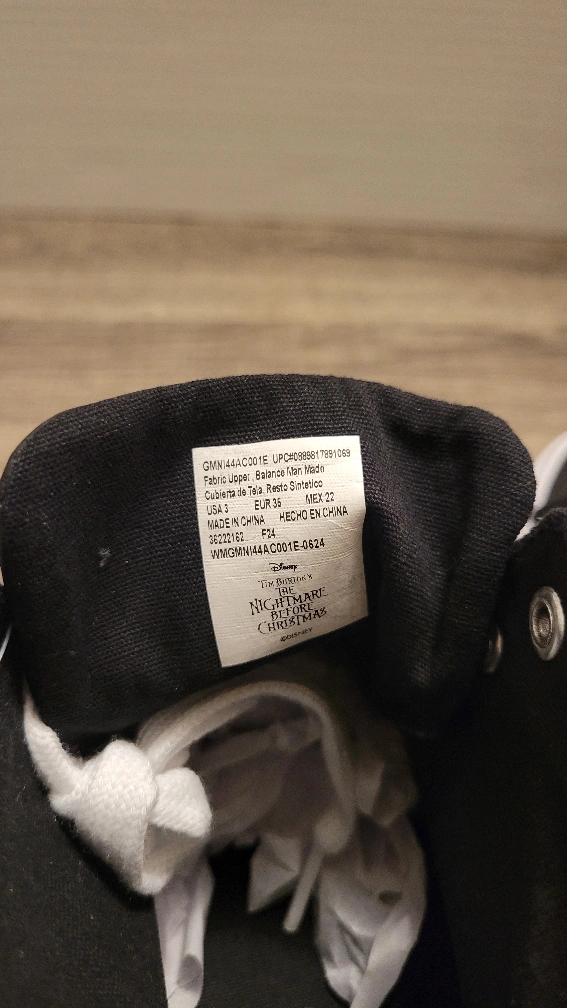 GMNI44AC001E UPC#0889817891069
Fabric Upper, Balance Man Made
Cubierta de Tela, Resto Sintetico
USA 3 EUR 35 MEX 22
MADE IN CHINA HECHO EN CHINA
36222162 F24
WMGMNI44AC001E-0624
Disney
TIM BURTON'S
THE
NIGHTMARE
BEFORE
CHRISTMAS
©DISNEY